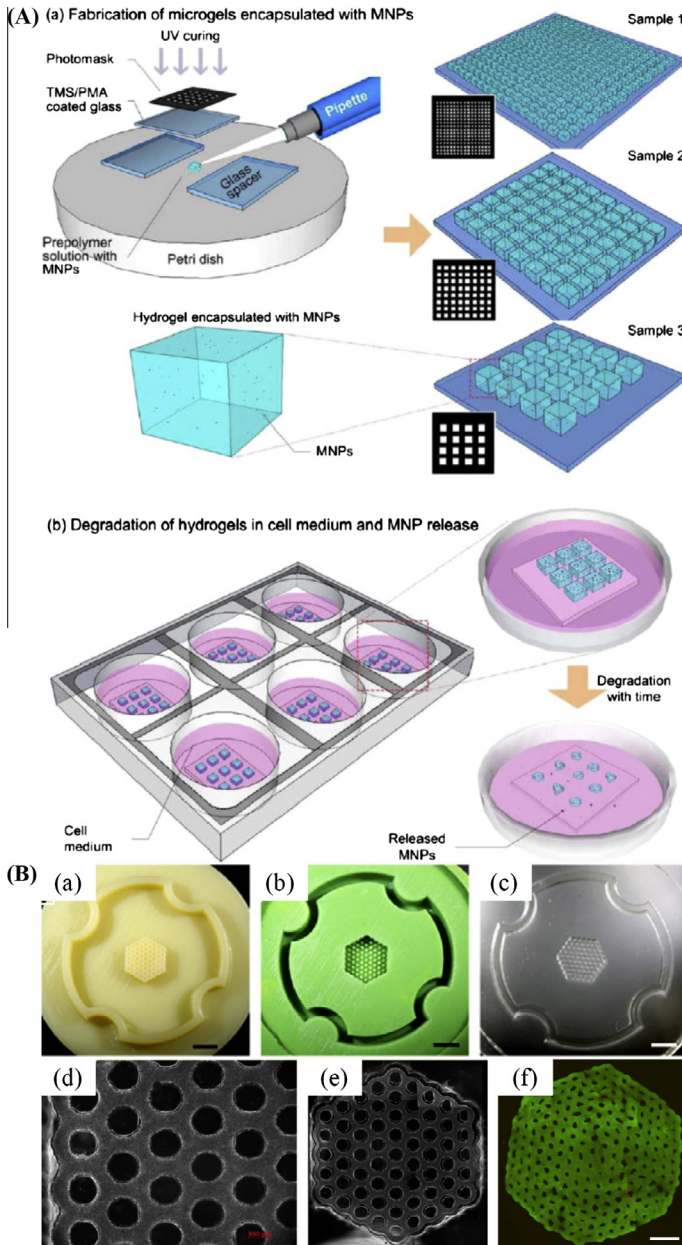 (A)
(a) Fabrication of microgels encapsulated with MNPs
UV curing
Photomask
TMS/PMA
coated glass
Pipette
Glass
spacer
Prepolymer
solution with
MNPs
Petri dish
Sample 1
Sample 2
Sample 3
Hydrogel encapsulated with MNPs
MNPs
(b) Degradation of hydrogels in cell medium and MNP release
Degradation
with time
Cell
medium
Released
MNPs
(B)
(a)
(b)
(c)
(d)
(e)
(f)